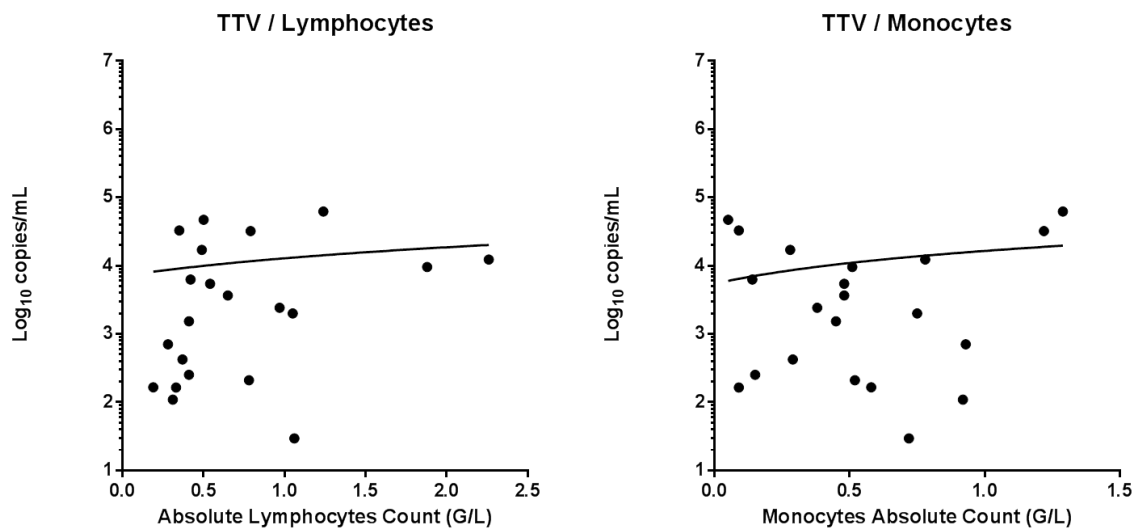 TTV / Lymphocytes
7
6
5
4
3
2
1
Log10 copies/mL
0.0 0.5 1.0 1.5 2.0 2.5
Absolute Lymphocytes Count (G/L)
TTV / Monocytes
7
6
5
4
3
2
1
Log10 copies/mL
0.0 0.5 1.0 1.5
Monocytes Absolute Count (G/L)